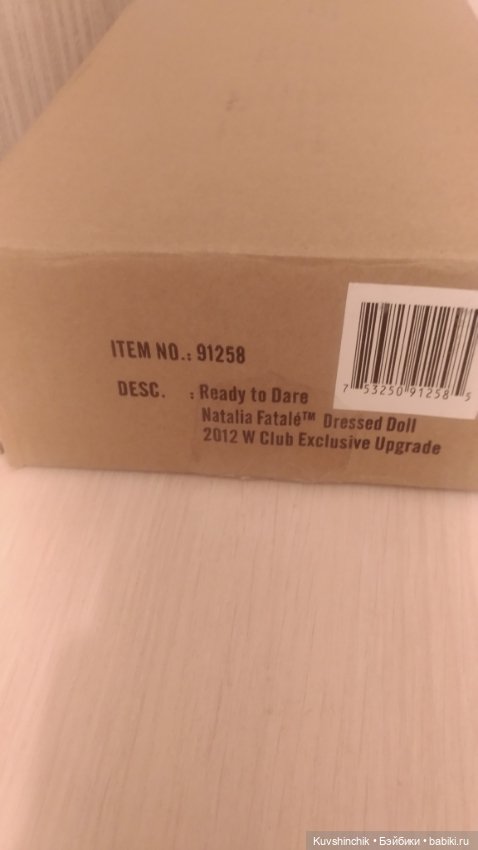 ITEM NO.: 91258
DESC. : Ready to Dare
Natalia Fatalé™ Dressed Doll
2012 W Club Exclusive Upgrade
7 53250 91258 5
Kuvshinchik • Бэйбики • babiki.ru